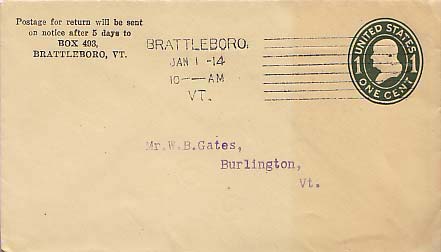 Postage for return will be sent
on notice after 5 days to
BOX 493,
BRATTLEBORO, VT.
BRATTLEBORO,
JAN 1 -14
10 — AM
VT.
UNITED STATES
1 1
ONE CENT
Mr. W. B. Gates,
Burlington,
Vt.